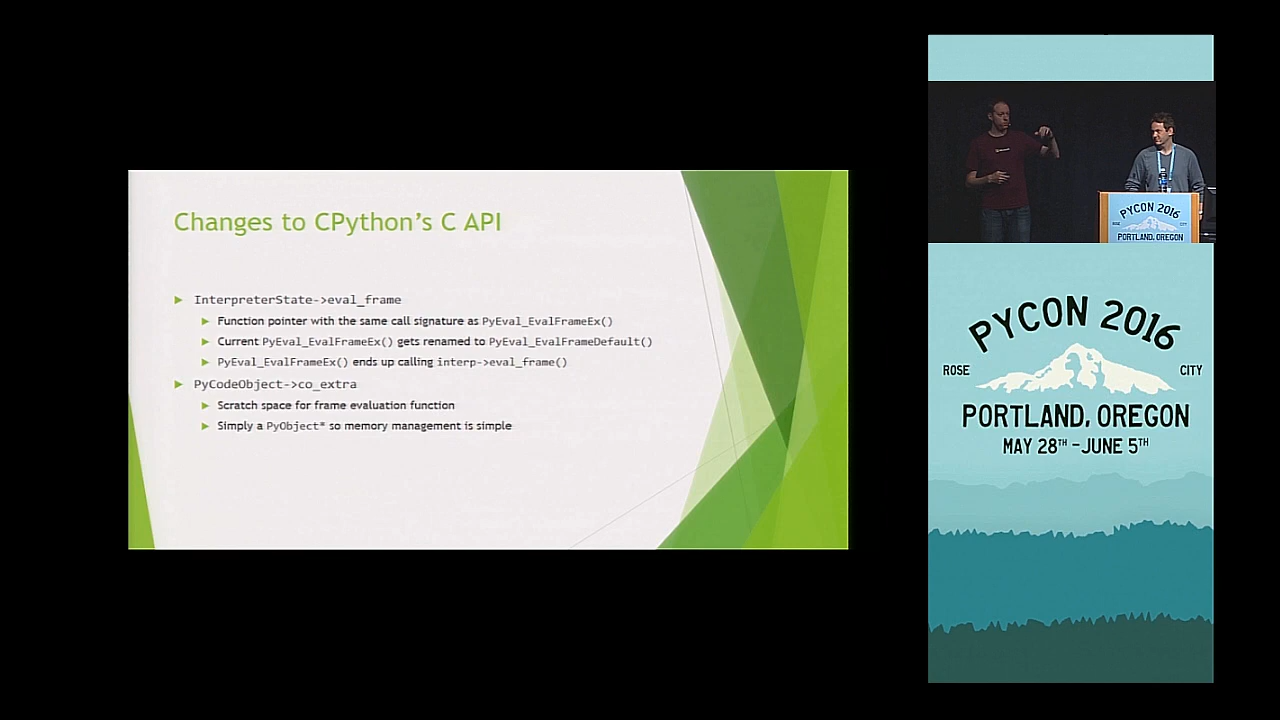 Changes to CPython's C API
InterpreterState->eval_frame
Function pointer with the same call signature as PyEval_EvalFrameEx()
Current PyEval_EvalFrameEx() gets renamed to PyEval_EvalFrameDefault()
PyEval_EvalFrameEx() ends up calling interp->eval_frame()
PyCodeObject->co_extra
Scratch space for frame evaluation function
Simply a PyObject* so memory management is simple
PYCON 2016
ROSE CITY
PORTLAND, OREGON
PYCON 2016
ROSE CITY
PORTLAND, OREGON
MAY 28TH - JUNE 5TH